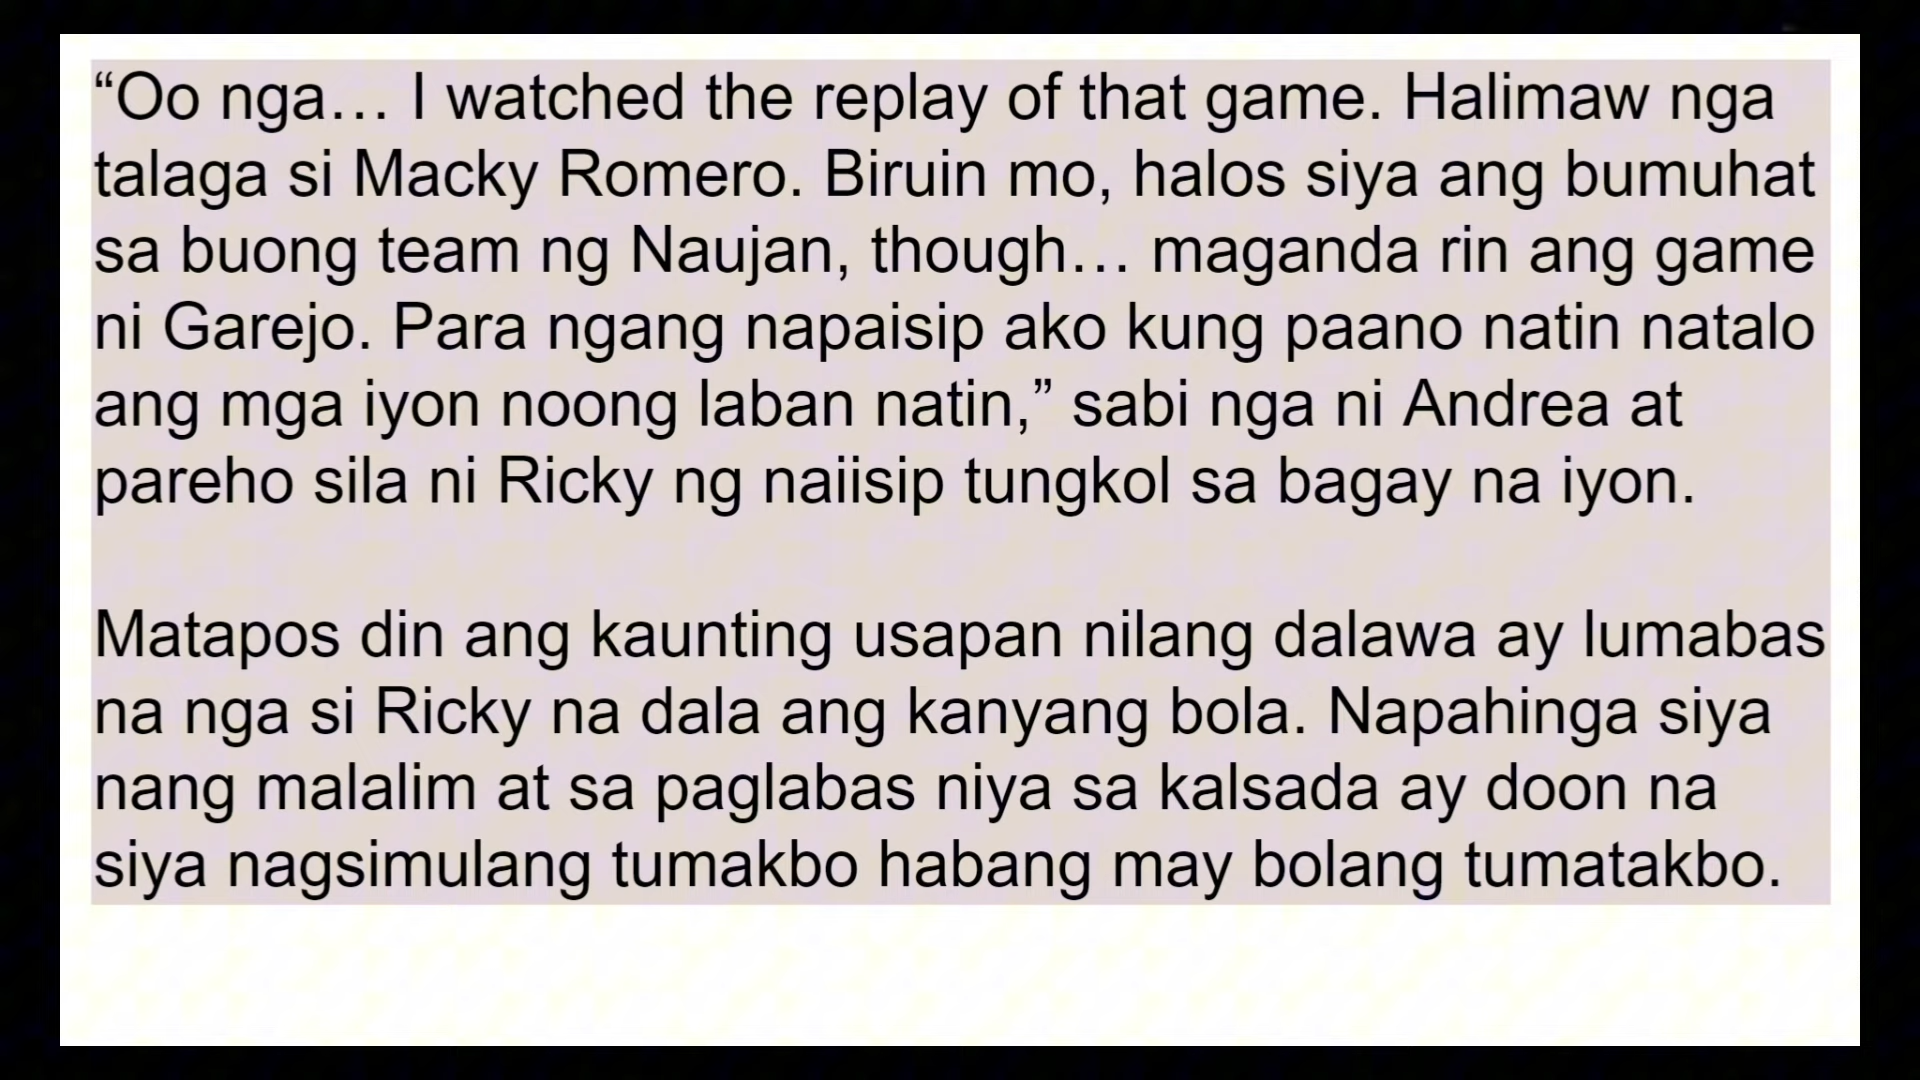 “Oo nga… I watched the replay of that game. Halimaw nga
talaga si Macky Romero. Biruin mo, halos siya ang bumuhat
sa buong team ng Naujan, though… maganda rin ang game
ni Garejo. Para ngang napaisip ako kung paano natin natalo
ang mga iyon noong laban natin,” sabi nga ni Andrea at
pareho sila ni Ricky ng naiisip tungkol sa bagay na iyon.
Matapos din ang kaunting usapan nilang dalawa ay lumabas
na nga si Ricky na dala ang kanyang bola. Napahinga siya
nang malalim at sa paglabas niya sa kalsada ay doon na
siya nagsimulang tumakbo habang may bolang tumatakbo.